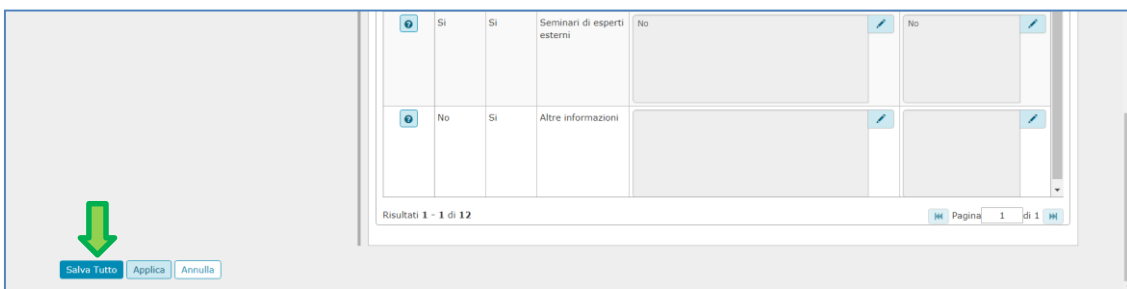 Si Si Seminari di esperti No No
esterni
No Si Altre informazioni
Risultati 1 - 1 di 12 Pagina 1 di 1
Salva Tutto Applica Annulla